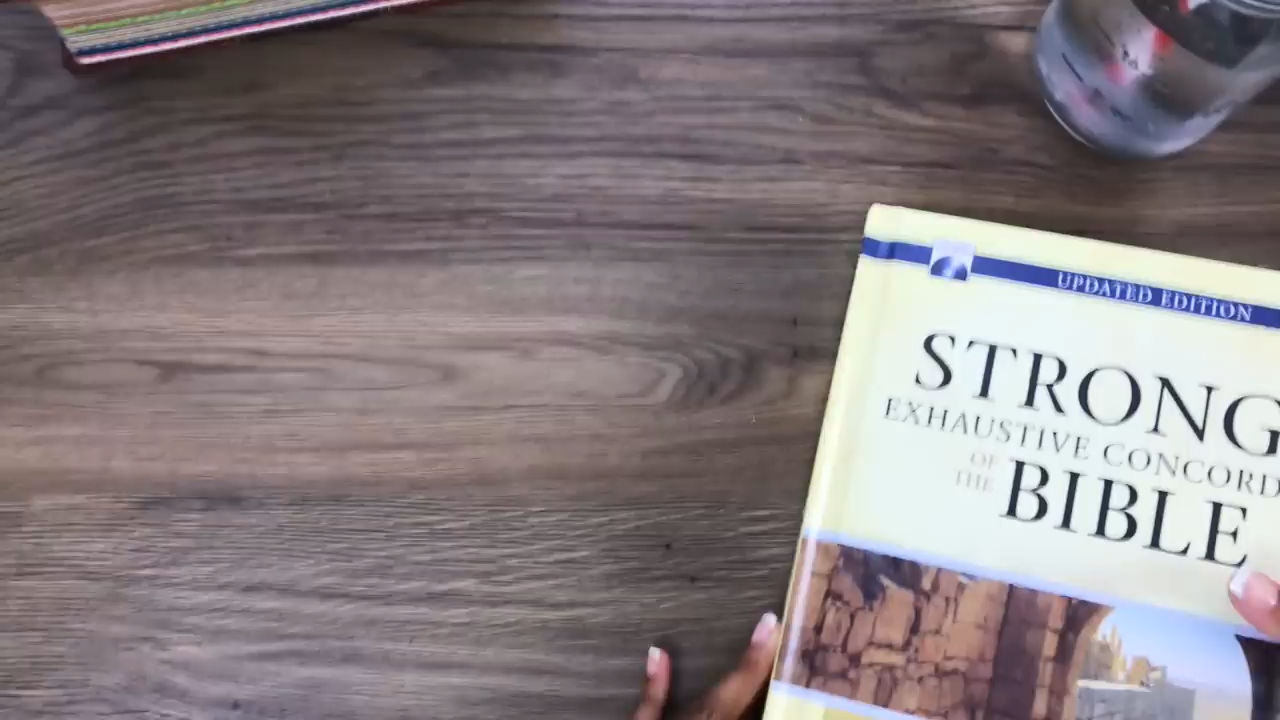 UPDATED EDITION
STRONG
EXHAUSTIVE CONCORD
OF
THE BIBLE